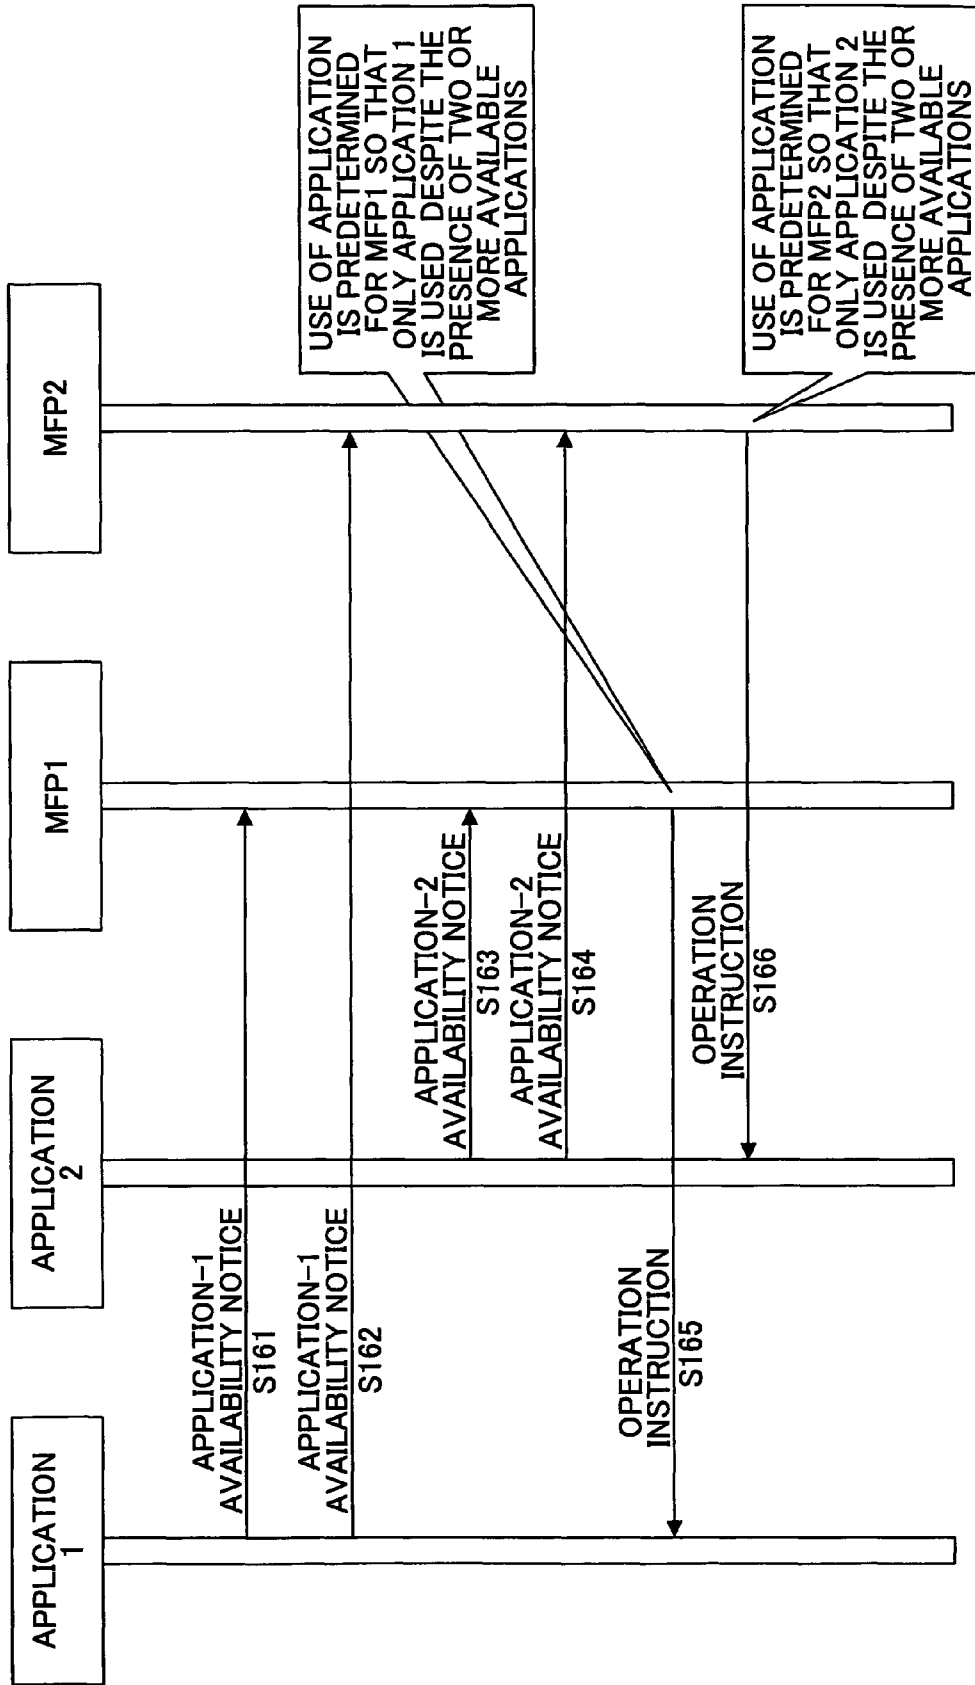 APPLICATION
1
APPLICATION
2
MFP1
MFP2
APPLICATION-1
AVAILABILITY NOTICE
S161
APPLICATION-1
AVAILABILITY NOTICE
S162
APPLICATION-2
AVAILABILITY NOTICE
S163
APPLICATION-2
AVAILABILITY NOTICE
S164
OPERATION
INSTRUCTION
S165
OPERATION
INSTRUCTION
S166
USE OF APPLICATION
IS PREDETERMINED
FOR MFP1 SO THAT
ONLY APPLICATION 1
IS USED DESPITE THE
PRESENCE OF TWO OR
MORE AVAILABLE
APPLICATIONS
USE OF APPLICATION
IS PREDETERMINED
FOR MFP2 SO THAT
ONLY APPLICATION 2
IS USED DESPITE THE
PRESENCE OF TWO OR
MORE AVAILABLE
APPLICATIONS